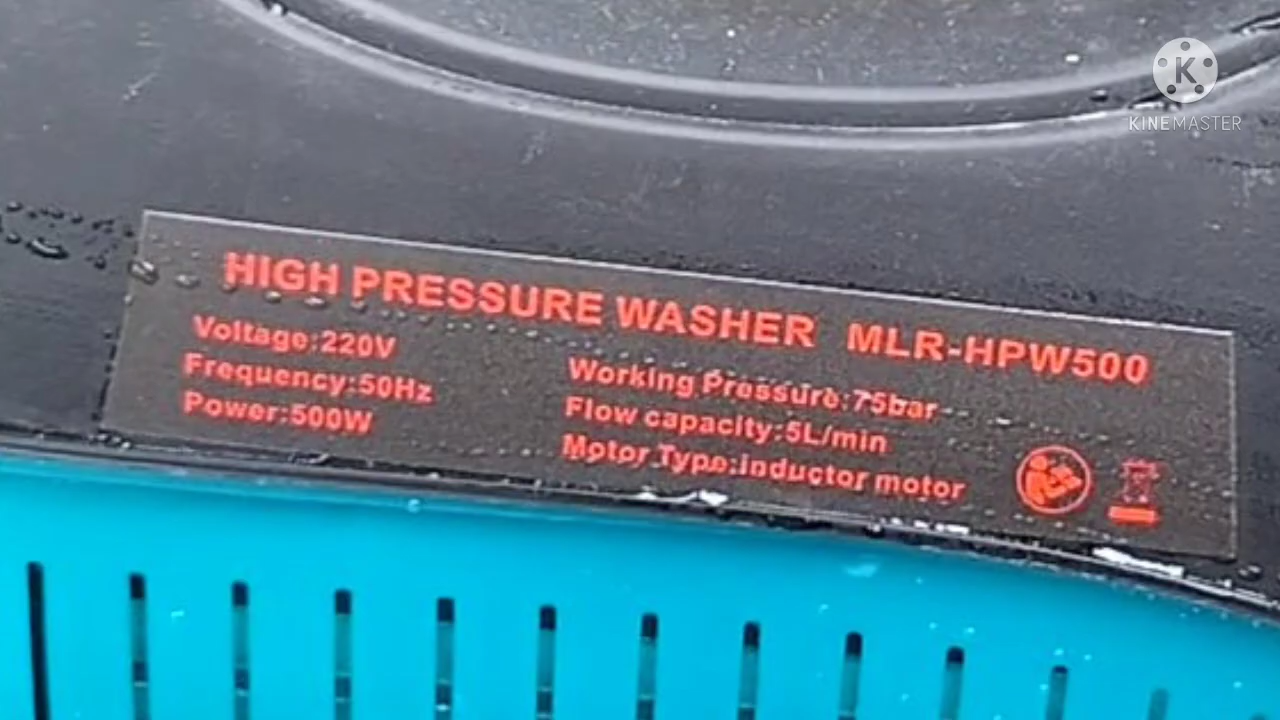 KINEMASTER
HIGH PRESSURE WASHER MLR-HPW500
Voltage:220V
Frequency:50Hz
Power:500W
Working Pressure:75bar
Flow capacity:5L/min
Motor Type:inductor motor